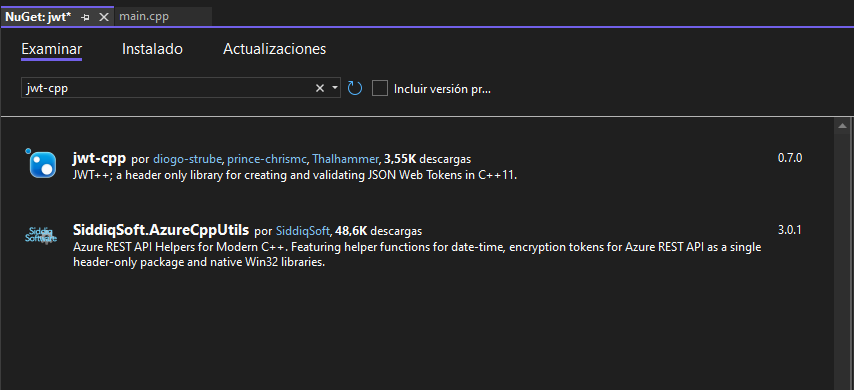 NuGet: jwt* main.cpp
Examinar Instalado Actualizaciones
jwt-cpp Incluir versión pr...
jwt-cpp por diogo-strube, prince-chrismc, Thalhammer, 3,55K descargas 0.7.0
JWT++; a header only library for creating and validating JSON Web Tokens in C++11.
Siddiq Software
SiddiqSoft.AzureCppUtils por SiddiqSoft, 48,6K descargas 3.0.1
Azure REST API Helpers for Modern C++. Featuring helper functions for date-time, encryption tokens for Azure REST API as a single
header-only package and native Win32 libraries.